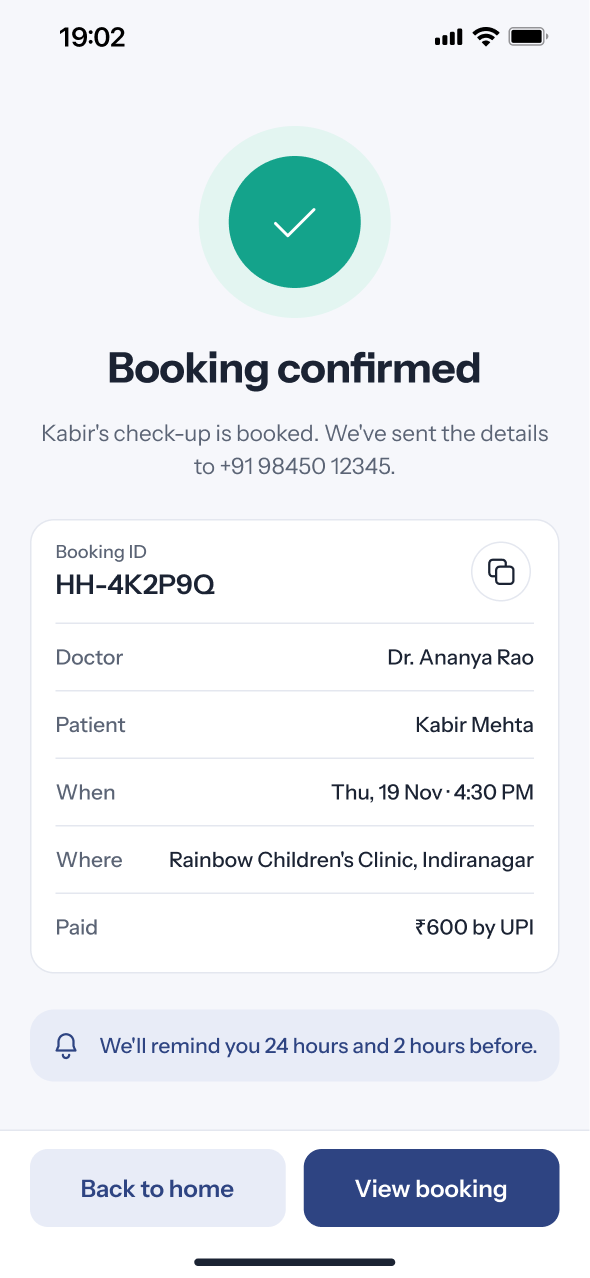 19:02
Booking confirmed
Kabir's check-up is booked. We've sent the details
to +91 98450 12345.
Booking ID
HH-4K2P9Q
Doctor Dr. Ananya Rao
Patient Kabir Mehta
When Thu, 19 Nov · 4:30 PM
Where Rainbow Children's Clinic, Indiranagar
Paid ₹600 by UPI
We'll remind you 24 hours and 2 hours before.
Back to home View booking